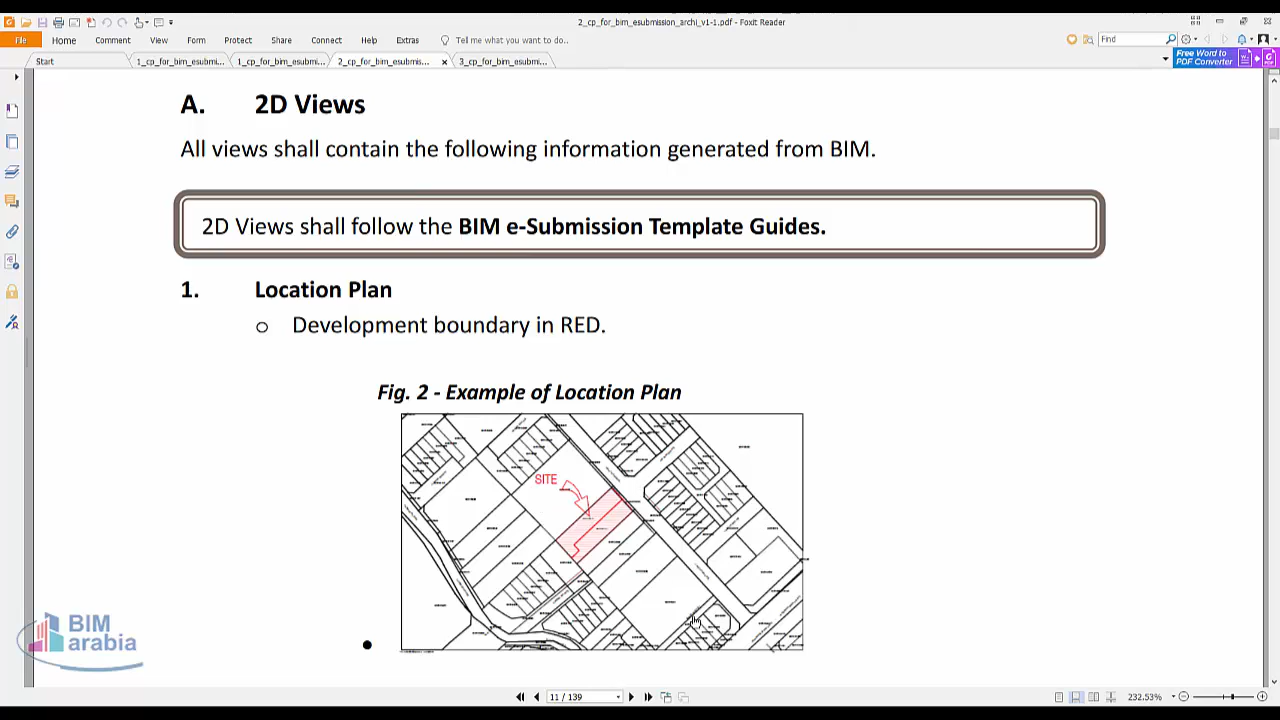 2_cp_for_bim_esubmission_archi_v1-1.pdf - Foxit Reader
File Home Comment View Form Protect Share Connect Help Extras Tell me what you want to do.. Find
Start 1_cp_for_bim_esubmi... 1_cp_for_bim_esubmi... 2_cp_for_bim_esubmis... 3_cp_for_bim_esubmi...
Free Word to
PDF Converter
A. 2D Views
All views shall contain the following information generated from BIM.
2D Views shall follow the BIM e-Submission Template Guides.
1. Location Plan
o Development boundary in RED.
Fig. 2 - Example of Location Plan
SITE
BIM
arabia
11 / 139
232.53%